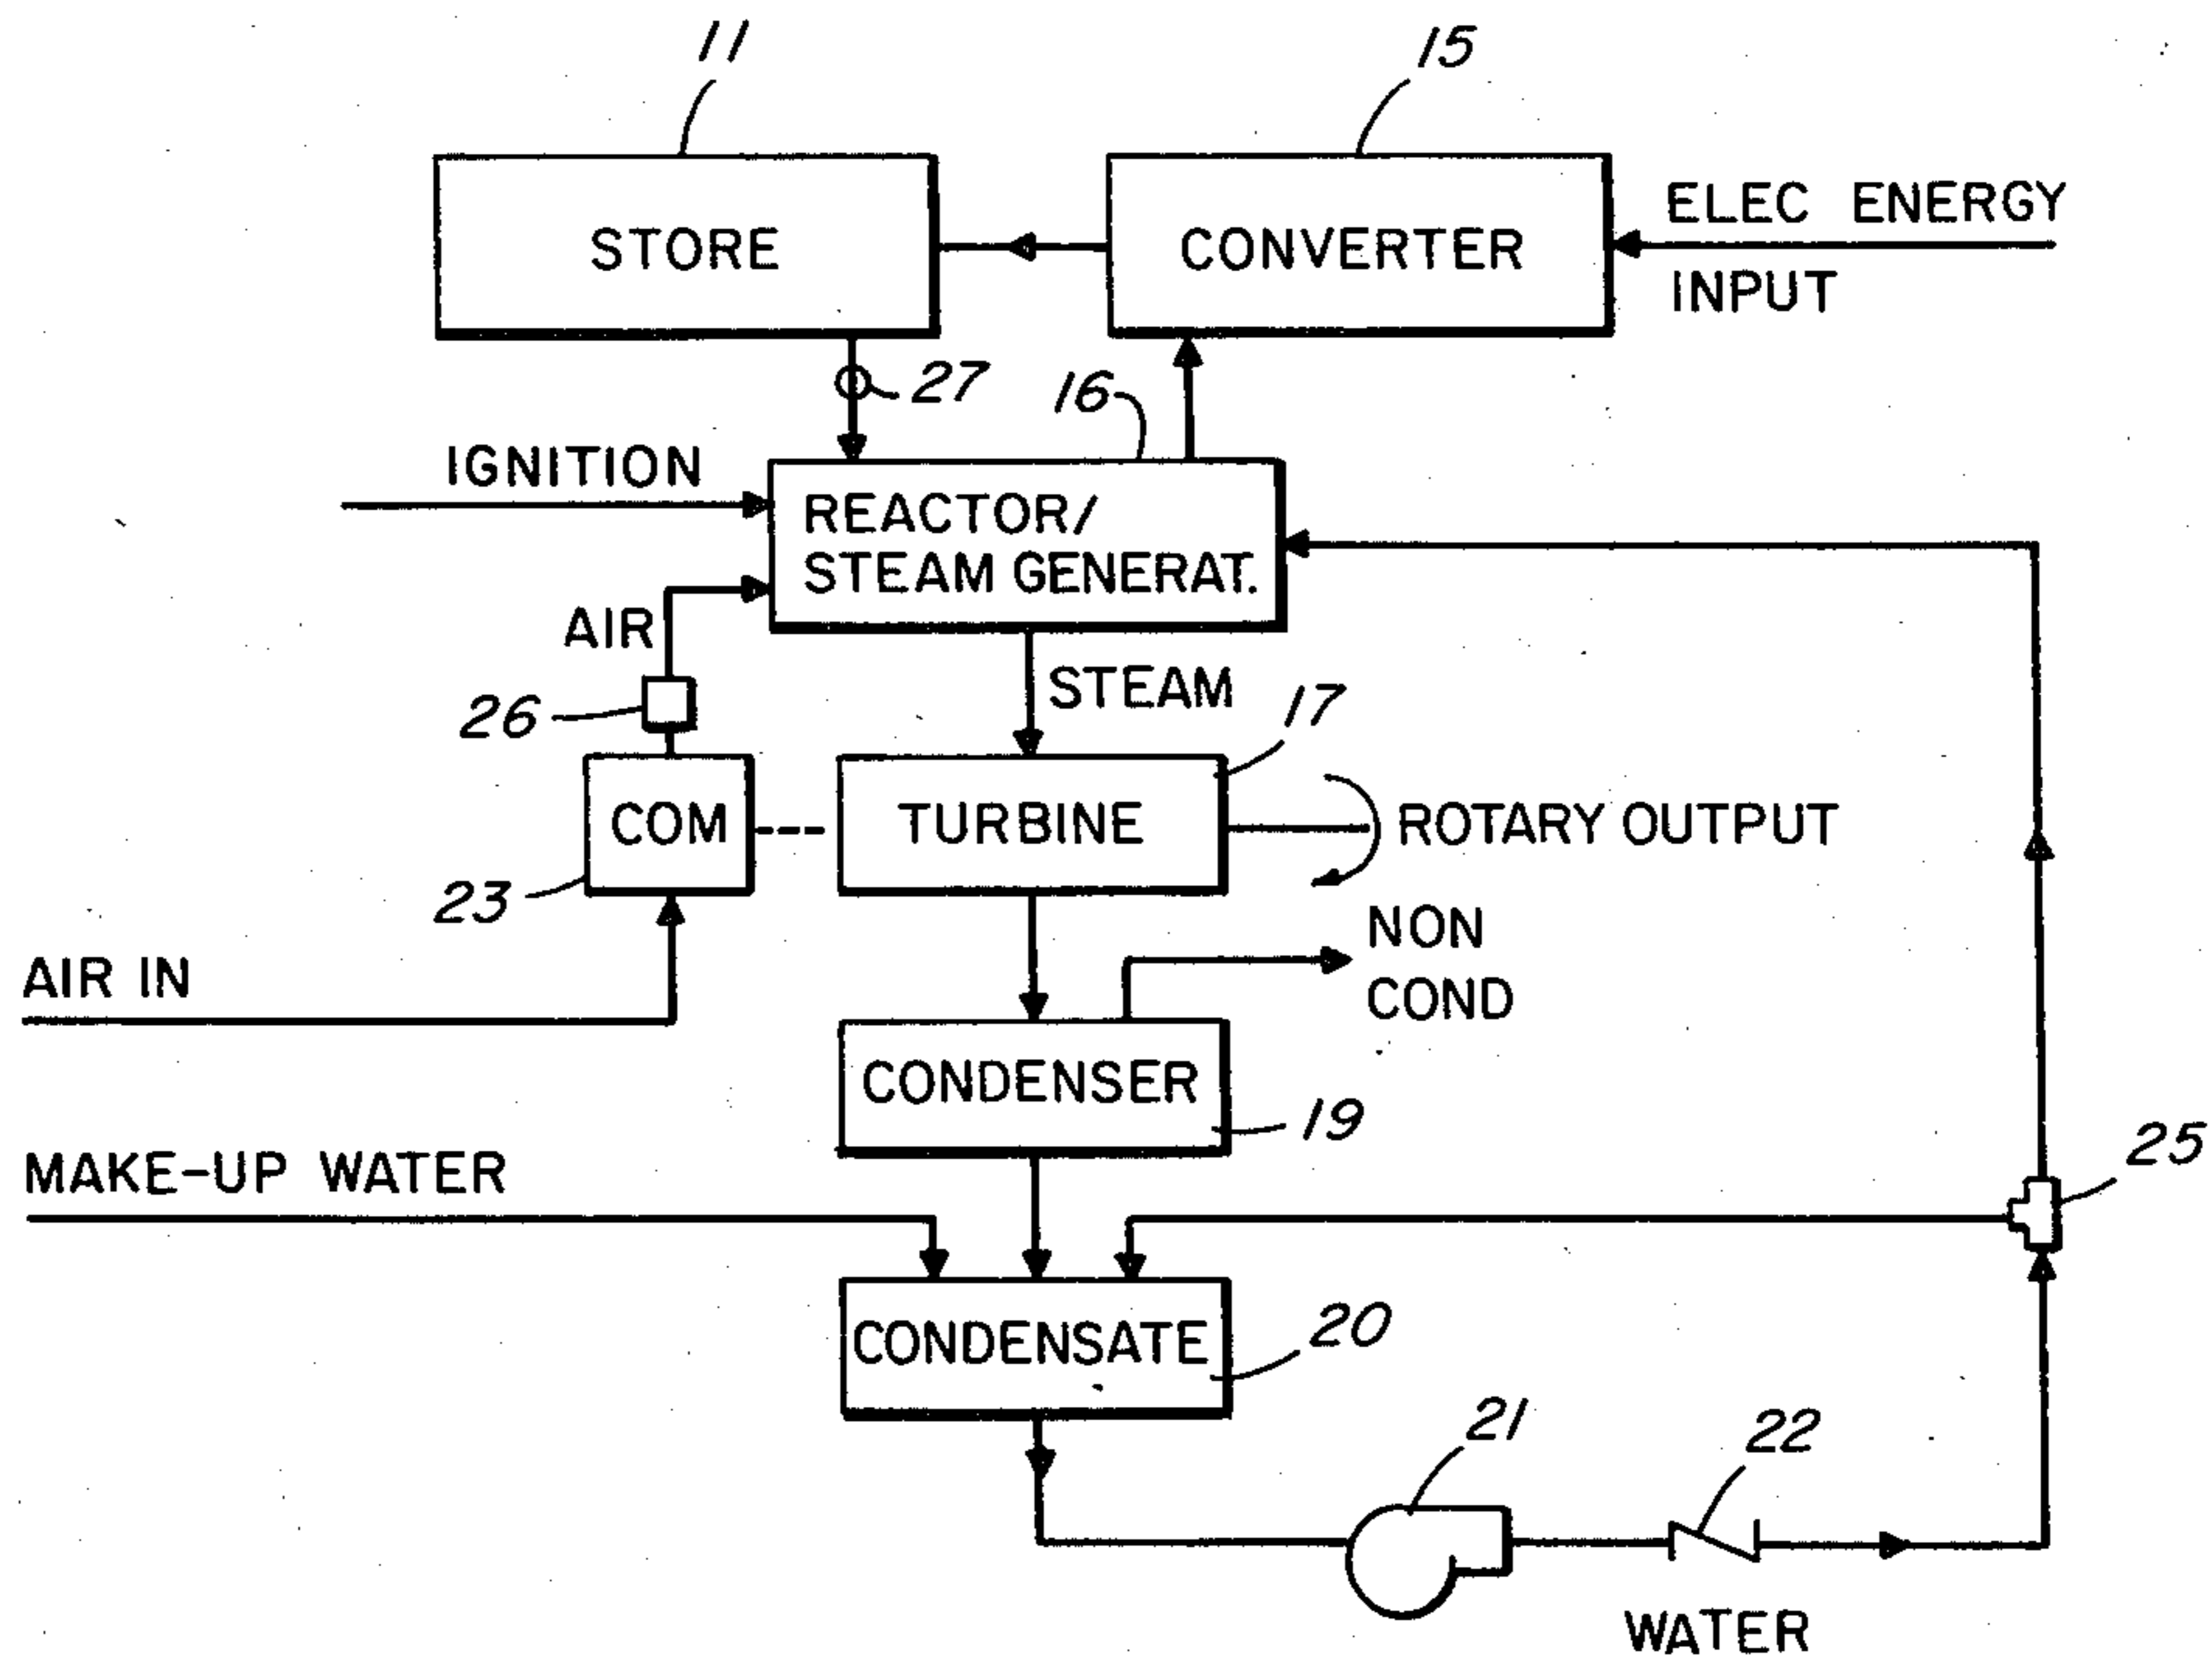 11
15
STORE
CONVERTER
ELEC ENERGY
INPUT
27
16
IGNITION
REACTOR/
STEAM GENERAT.
AIR
STEAM
26
17
COM
TURBINE
ROTARY OUTPUT
23
NON
COND
AIR IN
CONDENSER
19
MAKE-UP WATER
25
CONDENSATE
20
21
22
WATER